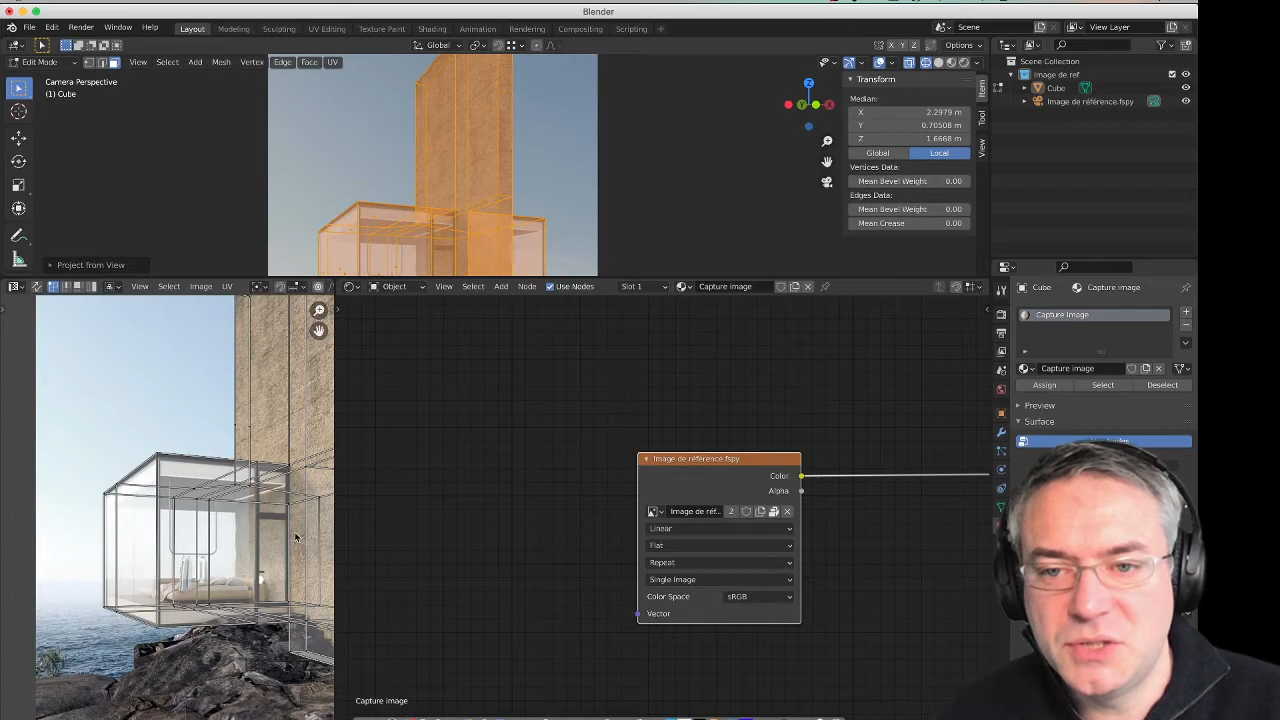 Blender
File Edit Render Window Help Layout Modeling Sculpting UV Editing Texture Paint Shading Animation Rendering Compositing Scripting + Scene View Layer
Global X Y Z Options
Edit Mode View Select Add Mesh Vertex Edge Face UV
Camera Perspective
(1) Cube
Project from View
Z
Y
X
Transform
Median:
X 2.2979 m
Y 0.70508 m
Z 1.6668 m
Global Local
Vertices Data:
Mean Bevel Weight 0.00
Edges Data:
Mean Bevel Weight 0.00
Mean Crease 0.00
Item
Tool
View
Scene Collection
Image de ref
Cube
Image de référence.fspy
View Select Image UV
Object View Select Add Node Use Nodes Slot 1 Capture image
Image de référence.fspy
Color
Alpha
Image de réf... 2
Linear
Flat
Repeat
Single Image
Color Space sRGB
Vector
Capture image
Cube Capture image
Capture image
Capture image
Assign Select Deselect
Preview
Surface